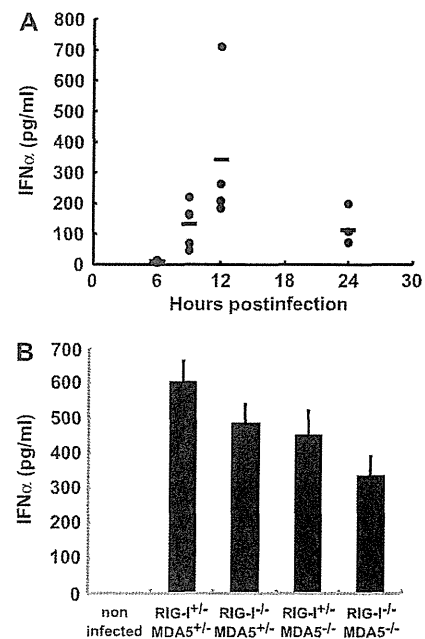 A
IFNα (pg/ml)
800
700
600
500
400
300
200
100
0
0 6 12 18 24 30
Hours postinfection
B
IFNα (pg/ml)
700
600
500
400
300
200
100
0
non infected
RIG-I+/- MDA5+/-
RIG-I-/- MDA5+/-
RIG-I+/- MDA5-/-
RIG-I-/- MDA5-/-